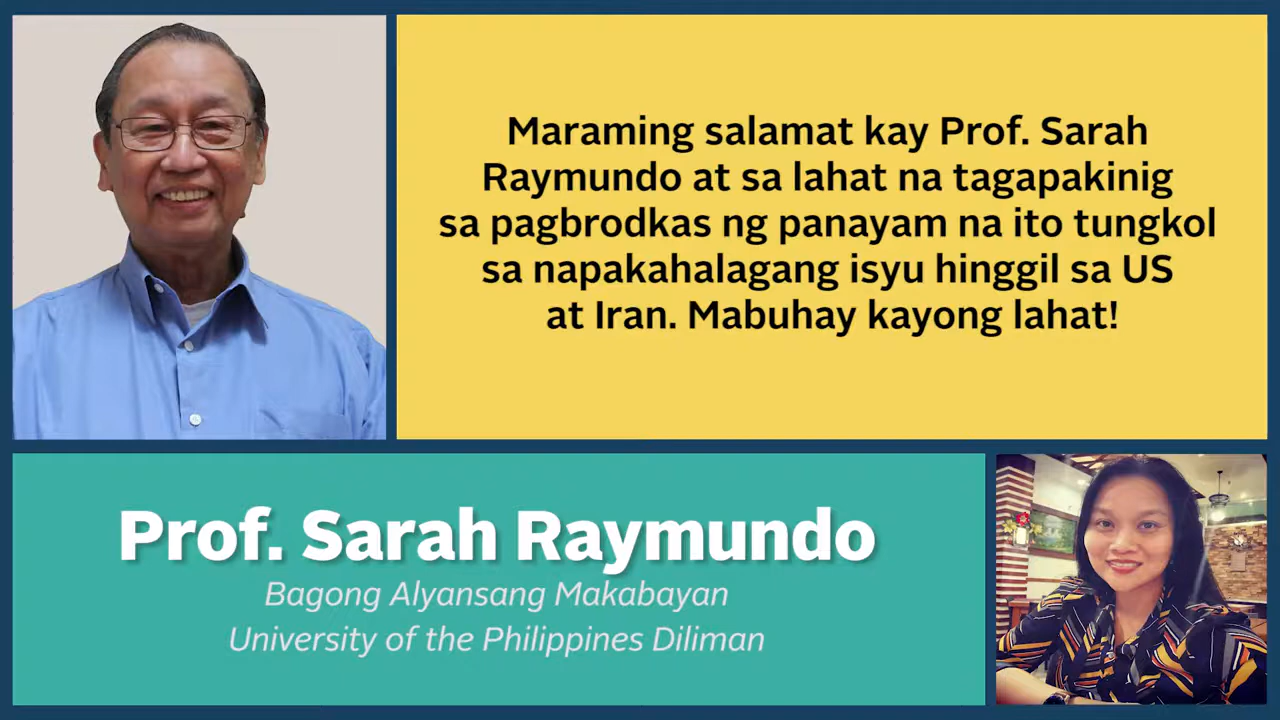 Maraming salamat kay Prof. Sarah
Raymundo at sa lahat na tagapakinig
sa pagbrodkas ng panayam na ito tungkol
sa napakahalagang isyu hinggil sa US
at Iran. Mabuhay kayong lahat!
Prof. Sarah Raymundo
Bagong Alyansang Makabayan
University of the Philippines Diliman